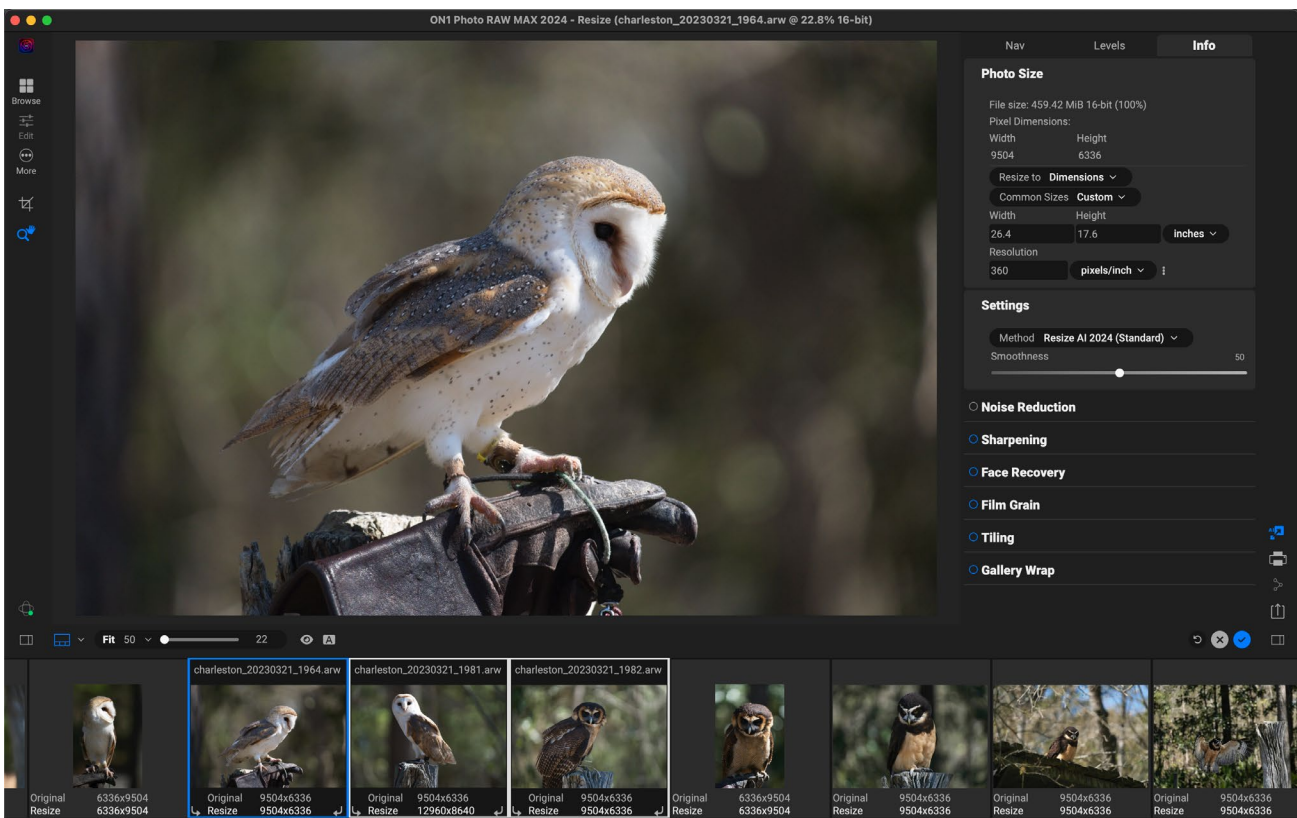 ON1 Photo RAW MAX 2024 - Resize (charleston_20230321_1964.arw @ 22.8% 16-bit)
Browse
Edit
More
Nav Levels Info
Photo Size
File size: 459.42 MiB 16-bit (100%)
Pixel Dimensions:
Width Height
9504 6336
Resize to Dimensions
Common Sizes Custom
Width Height
26.4 17.6 inches
Resolution
360 pixels/inch
Settings
Method Resize AI 2024 (Standard)
Smoothness 50
Noise Reduction
Sharpening
Face Recovery
Film Grain
Tiling
Gallery Wrap
Fit 50 22 A
charleston_20230321_1964.arw charleston_20230321_1981.arw charleston_20230321_1982.arw
Original 6336x9504 Original 9504x6336 Original 9504x6336 Original 9504x6336 Original 6336x9504 Original 9504x6336 Original 9504x6336 Original 9504x6336
Resize 6336x9504 Resize 9504x6336 Resize 12960x8640 Resize 9504x6336 Resize 6336x9504 Resize 9504x6336 Resize 9504x6336 Resize 9504x6336